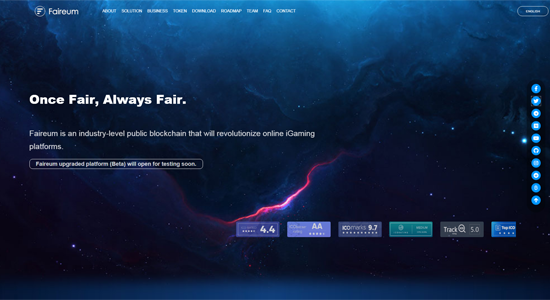 Faireum
ABOUT SOLUTION BUSINESS TOKEN DOWNLOAD ROADMAP TEAM FAQ CONTACT
ENGLISH
Once Fair, Always Fair.
Faireum is an industry-level public blockchain that will revolutionize online iGaming
platforms.
Faireum upgraded platform (Beta) will open for testing soon.
4.4
AA
ICOmarks 9.7
Track 5.0
Top ICO